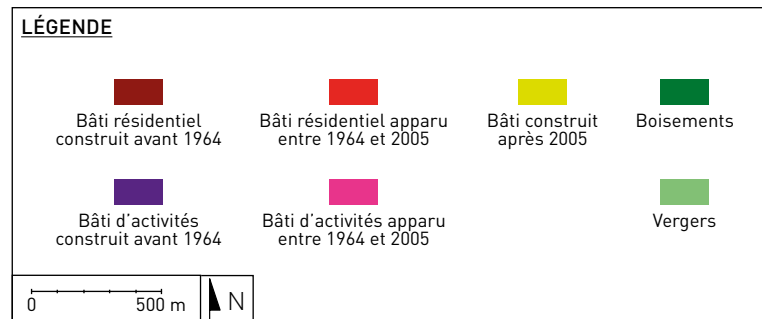 LÉGENDE
Bâti résidentiel
construit avant 1964
Bâti résidentiel apparu
entre 1964 et 2005
Bâti construit
après 2005
Boisements
Bâti d’activités
construit avant 1964
Bâti d’activités apparu
entre 1964 et 2005
Vergers
0 500 m
N